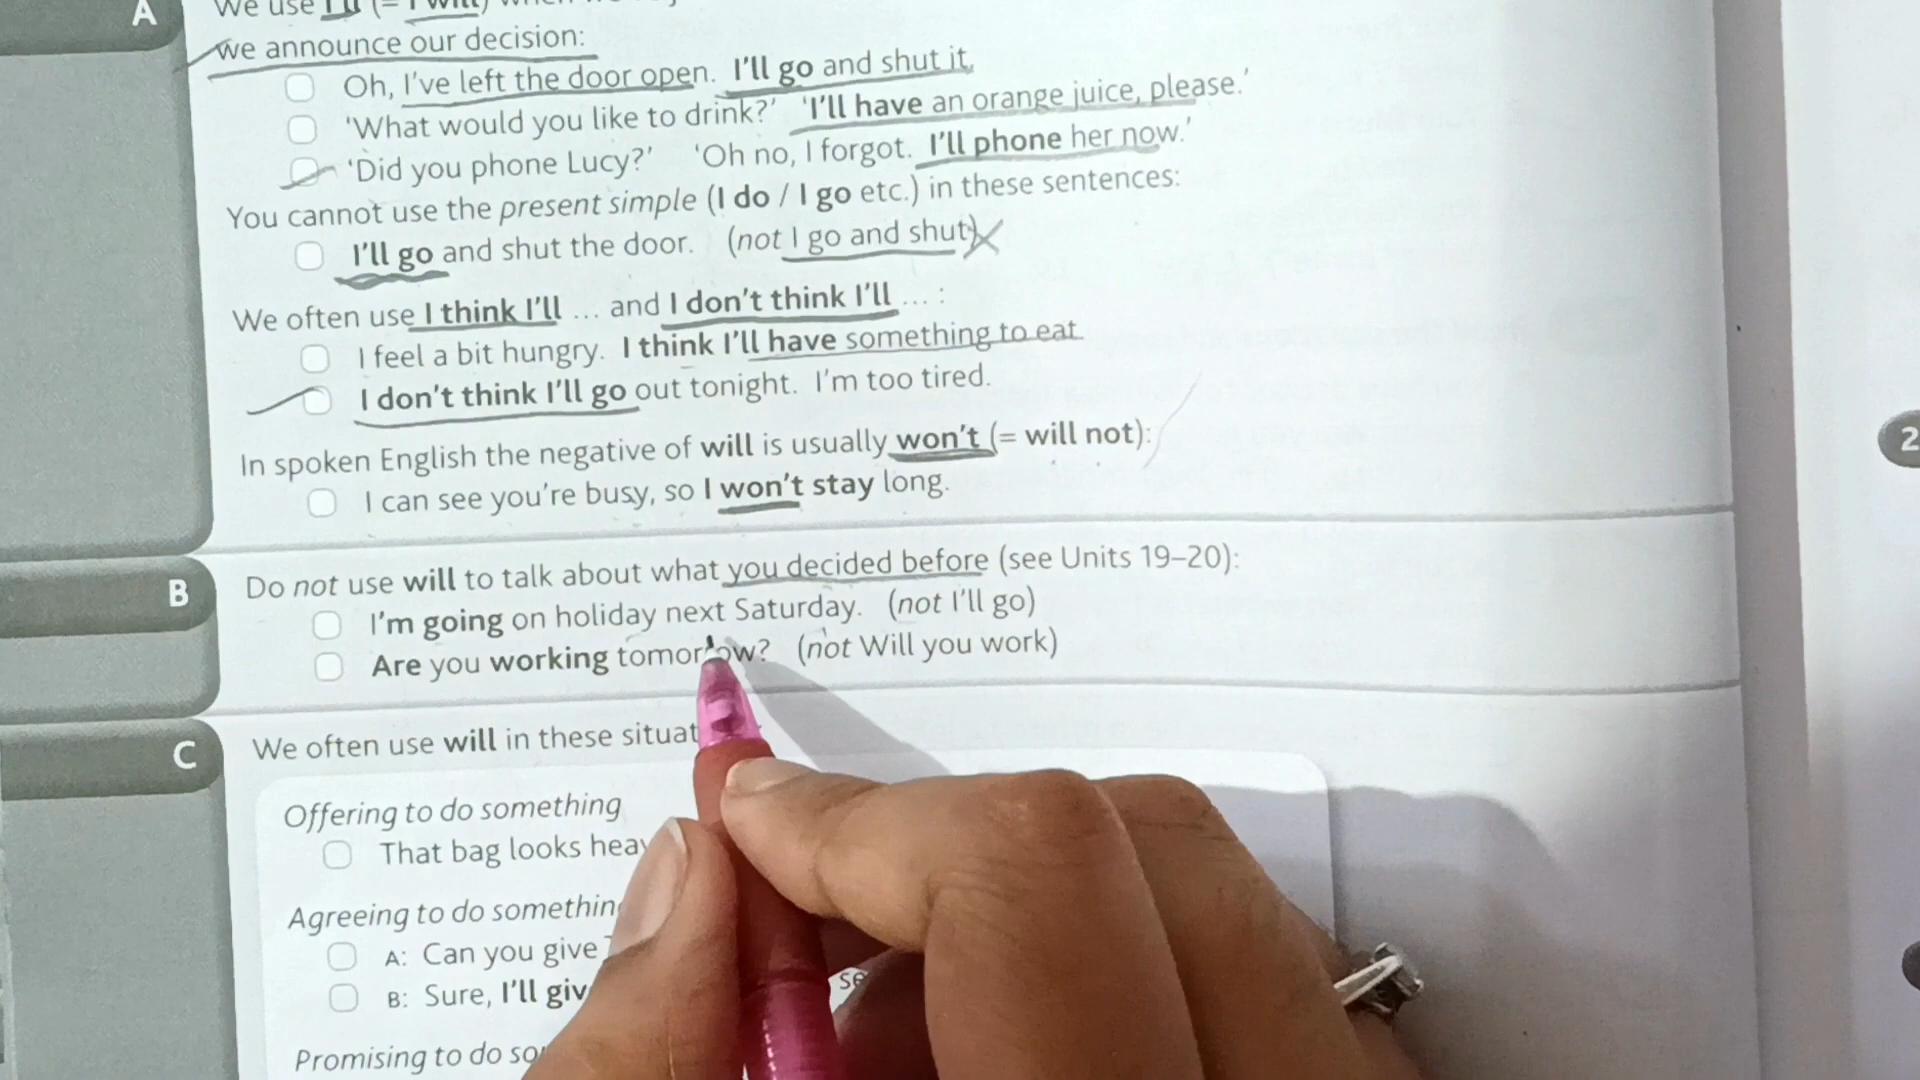 A
We use I'll (= I will) when we
we announce our decision:
Oh, I've left the door open. I'll go and shut it.
'What would you like to drink?' 'I'll have an orange juice, please.'
'Did you phone Lucy?' 'Oh no, I forgot. I'll phone her now.'
You cannot use the present simple (I do / I go etc.) in these sentences:
I'll go and shut the door. (not I go and shut)
We often use I think I'll ... and I don't think I'll ... :
I feel a bit hungry. I think I'll have something to eat.
I don't think I'll go out tonight. I'm too tired.
In spoken English the negative of will is usually won't (= will not):
I can see you're busy, so I won't stay long.
B
Do not use will to talk about what you decided before (see Units 19–20):
I'm going on holiday next Saturday. (not I'll go)
Are you working tomorrow? (not Will you work)
C
We often use will in these situat
Offering to do something
That bag looks heav
Agreeing to do something
A: Can you give
B: Sure, I'll giv
Promising to do so
2